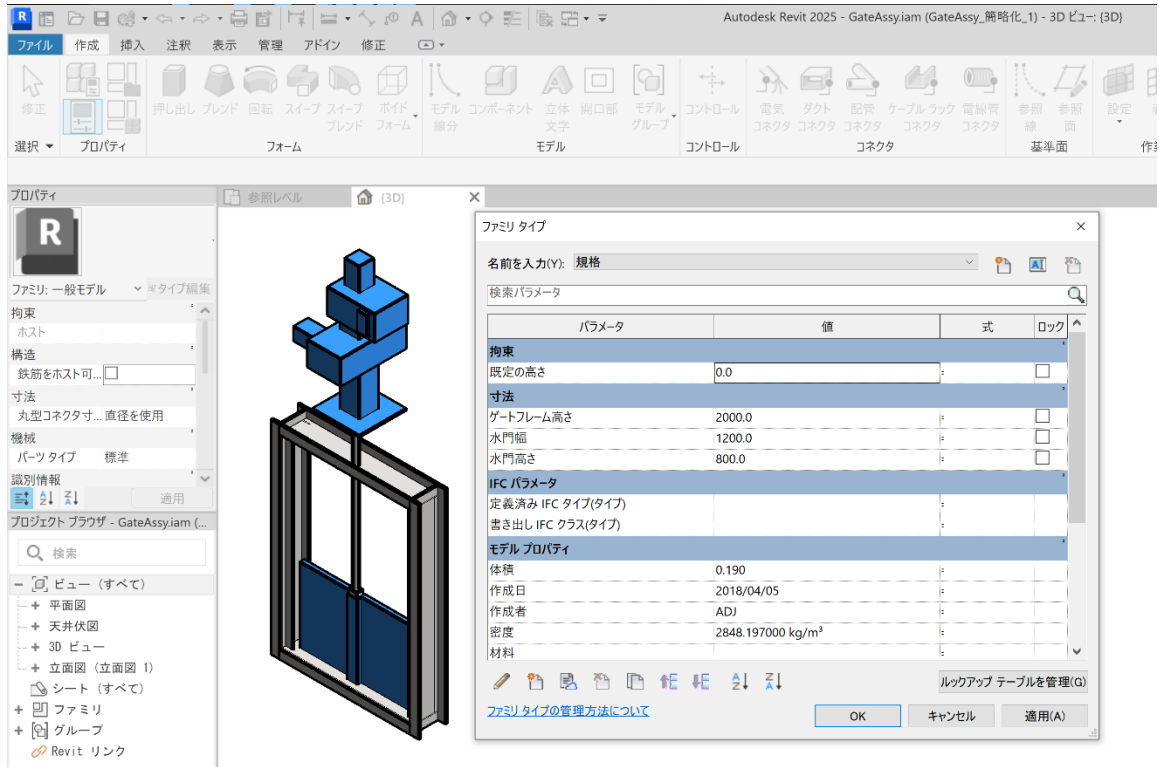 Autodesk Revit 2025 - GateAssy.iam (GateAssy_簡略化_1) - 3D ビュー: {3D}
ファイル 作成 挿入 注釈 表示 管理 アドイン 修正
修正
押し出し ブレンド 回転 スイープ スイープ ブレンド ボイド フォーム
モデル 線分 コンポーネント 立体 文字 開口部 モデル グループ
コントロール
電気 コネクタ ダクト コネクタ 配管 コネクタ ケーブル ラック コネクタ 電線管 コネクタ
参照 線 参照 面
設定
選択 プロパティ フォーム モデル コントロール コネクタ 基準面
プロパティ
参照レベル
{3D}
R
ファミリ: 一般モデル タイプ編集
拘束
ホスト
構造
鉄筋をホスト可...
寸法
丸型コネクタ寸... 直径を使用
機械
パーツ タイプ 標準
識別情報
適用
プロジェクト ブラウザ - GateAssy.iam (...
検索
ビュー (すべて)
平面図
天井伏図
3D ビュー
立面図 (立面図 1)
シート (すべて)
ファミリ
グループ
Revit リンク
ファミリ タイプ
名前を入力(Y): 規格
検索パラメータ
パラメータ 値 式 ロック
拘束
既定の高さ 0.0 =
寸法
ゲートフレーム高さ 2000.0 =
水門幅 1200.0 =
水門高さ 800.0 =
IFC パラメータ
定義済み IFC タイプ(タイプ) =
書き出し IFC クラス(タイプ) =
モデル プロパティ
体積 0.190 =
作成日 2018/04/05 =
作成者 ADJ =
密度 2848.197000 kg/m³ =
材料 =
ルックアップ テーブルを管理(G)
ファミリ タイプの管理方法について
OK キャンセル 適用(A)